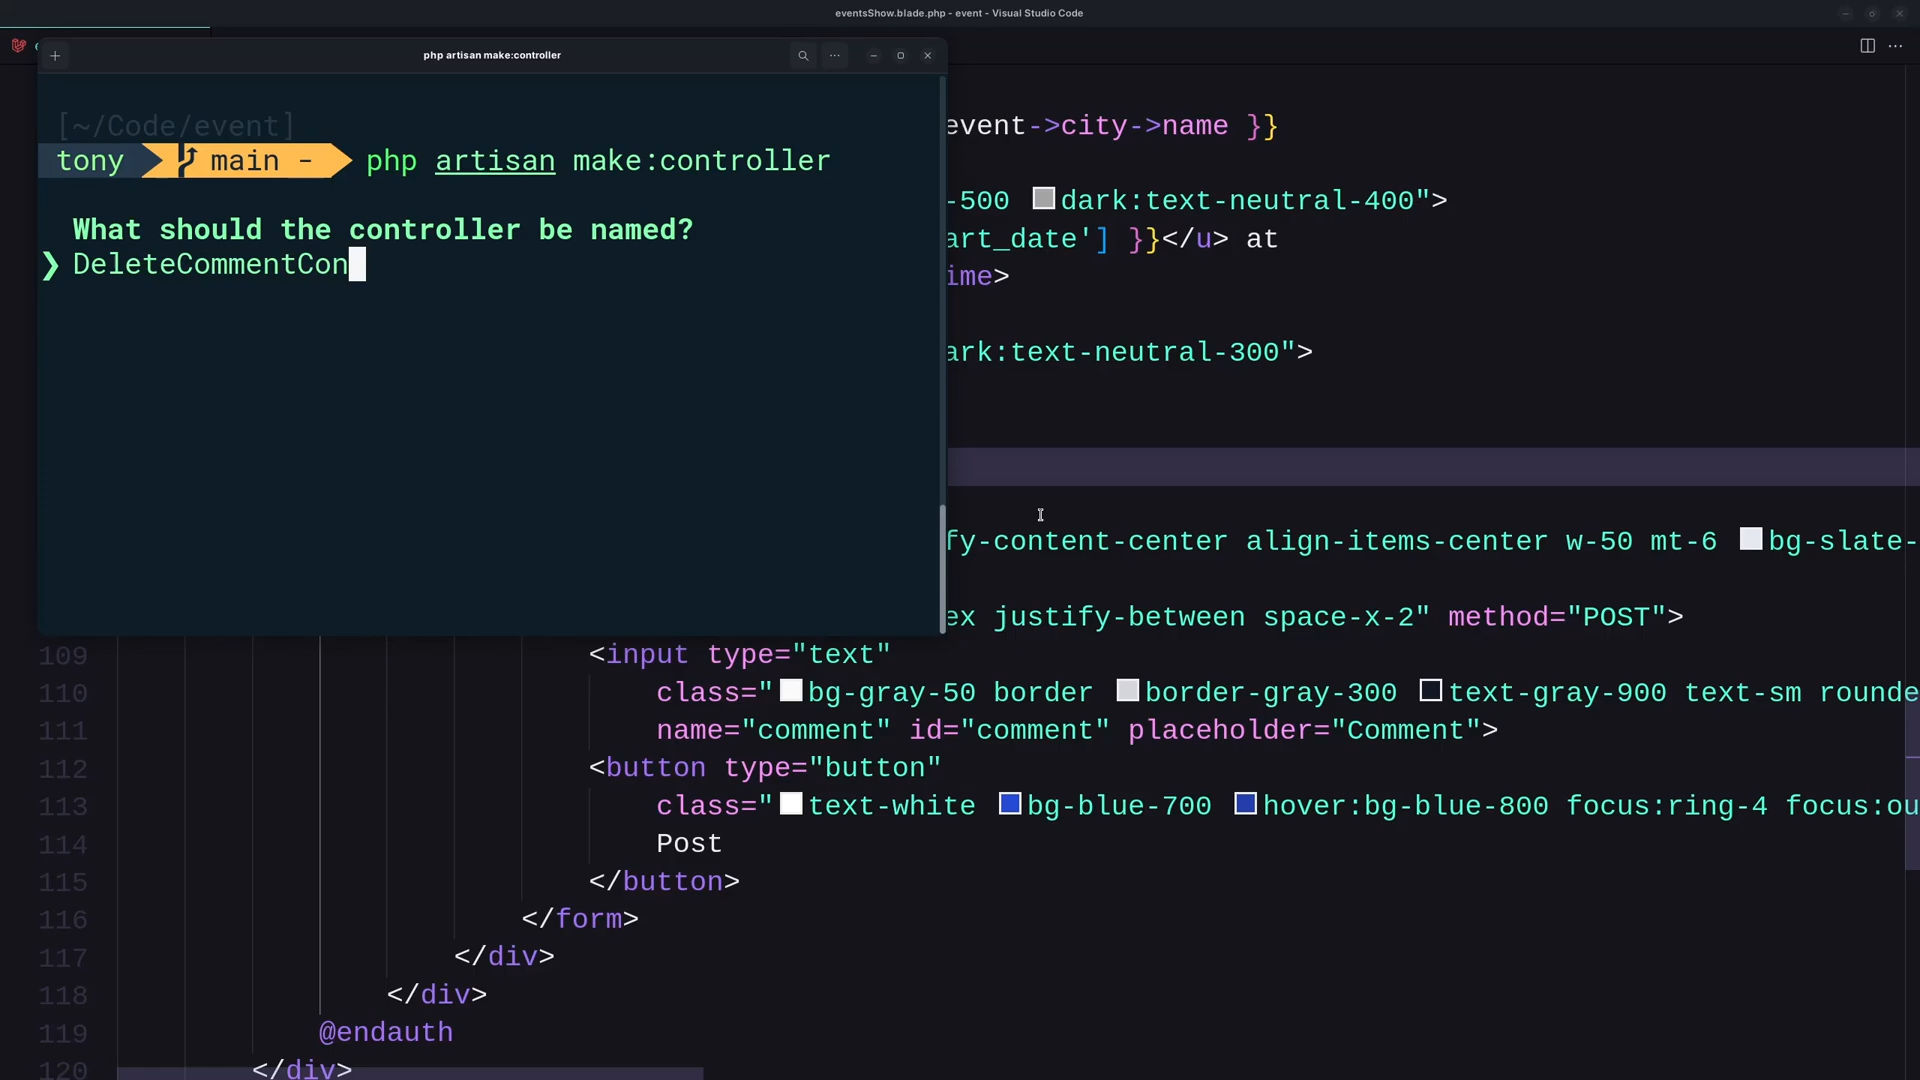 eventsShow.blade.php - event - Visual Studio Code
php artisan make:controller
[~/Code/event]
tony main - php artisan make:controller
What should the controller be named?
❯ DeleteCommentCon
event->city->name }}
-500 dark:text-neutral-400">
art_date'] }}</u> at
ime>
ark:text-neutral-300">
fy-content-center align-items-center w-50 mt-6 bg-slate-
ex justify-between space-x-2" method="POST">
109 <input type="text"
110 class="bg-gray-50 border border-gray-300 text-gray-900 text-sm rounde
111 name="comment" id="comment" placeholder="Comment">
112 <button type="button"
113 class="text-white bg-blue-700 hover:bg-blue-800 focus:ring-4 focus:ou
114 Post
115 </button>
116 </form>
117 </div>
118 </div>
119 @endauth
120 </div>